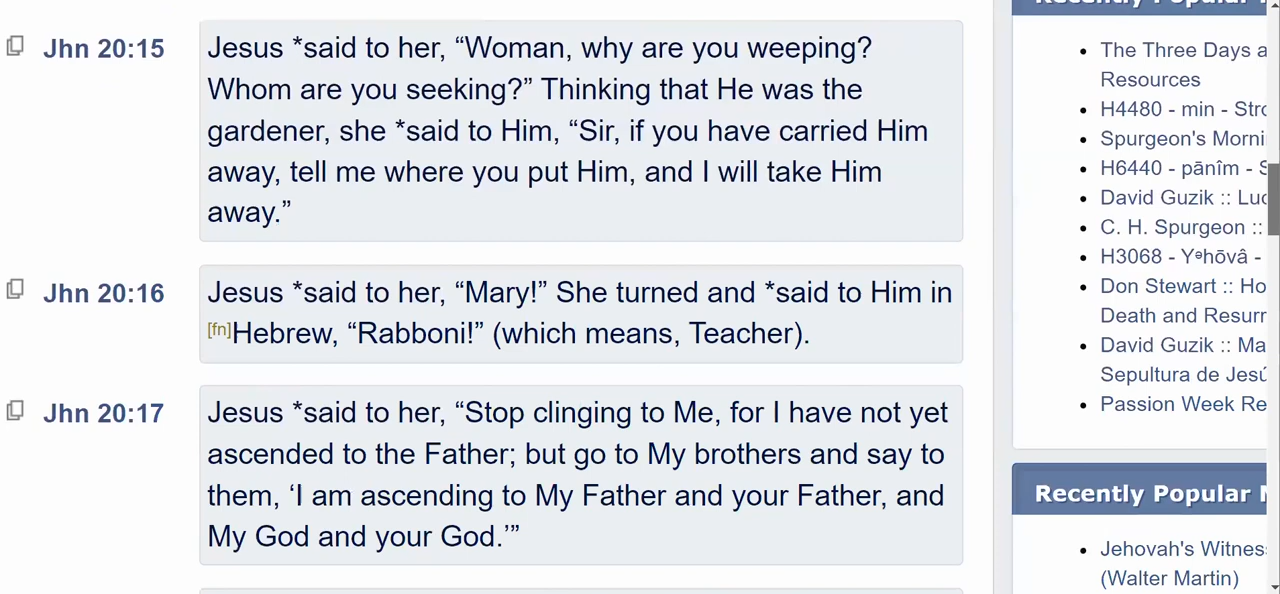 Jhn 20:15
Jesus *said to her, “Woman, why are you weeping?
Whom are you seeking?” Thinking that He was the
gardener, she *said to Him, “Sir, if you have carried Him
away, tell me where you put Him, and I will take Him
away.”
Jhn 20:16
Jesus *said to her, “Mary!” She turned and *said to Him in
[fn]Hebrew, “Rabboni!” (which means, Teacher).
Jhn 20:17
Jesus *said to her, “Stop clinging to Me, for I have not yet
ascended to the Father; but go to My brothers and say to
them, ‘I am ascending to My Father and your Father, and
My God and your God.’”
Recently Popular
The Three Days a
Resources
H4480 - min - Stro
Spurgeon's Morni
H6440 - pānîm - S
David Guzik :: Luc
C. H. Spurgeon ::
H3068 - Yᵊhōvâ -
Don Stewart :: Ho
Death and Resurr
David Guzik :: Ma
Sepultura de Jesú
Passion Week Re
Recently Popular
Jehovah's Witness
(Walter Martin)